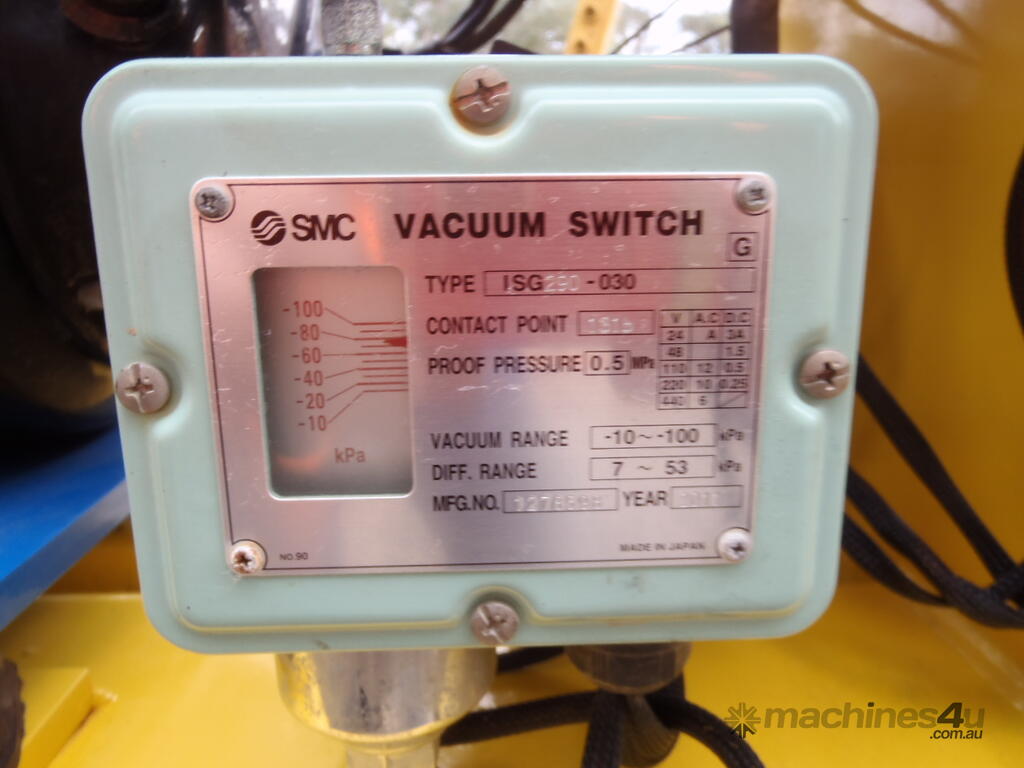 SMC VACUUM SWITCH
G
TYPE ISG290-030
CONTACT POINT
PROOF PRESSURE 0.5 MPa
V A.C D.C
24 A 3A
48 1.5
110 12 0.5
220 10 0.25
440 6
-100
-80
-60
-40
-20
-10
kPa
VACUUM RANGE -10～-100 kPa
DIFF. RANGE 7～53 kPa
MFG.NO. YEAR
NO.90 MADE IN JAPAN
machines4u
.com.au